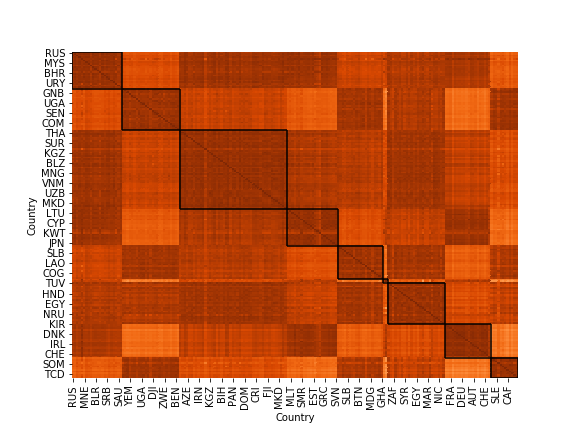 RUS
MYS
BHR
URY
GNB
UGA
SEN
COM
THA
SUR
KGZ
BLZ
MNG
VNM
UZB
MKD
LTU
CYP
KWT
JPN
SLB
LAO
COG
TUV
HND
EGY
NRU
KIR
DNK
IRL
CHE
SOM
TCD
Country
RUS
MNE
BLR
SRB
SAU
YEM
UGA
DJI
ZWE
BEN
AZE
IRN
KGZ
BIH
PAN
DOM
CRI
FJI
MKD
MLT
SMR
EST
GRC
SVN
SLB
BTN
MDG
GHA
ZAF
SYR
EGY
MAR
NIC
FRA
DEU
AUT
CHE
SLE
CAF
Country